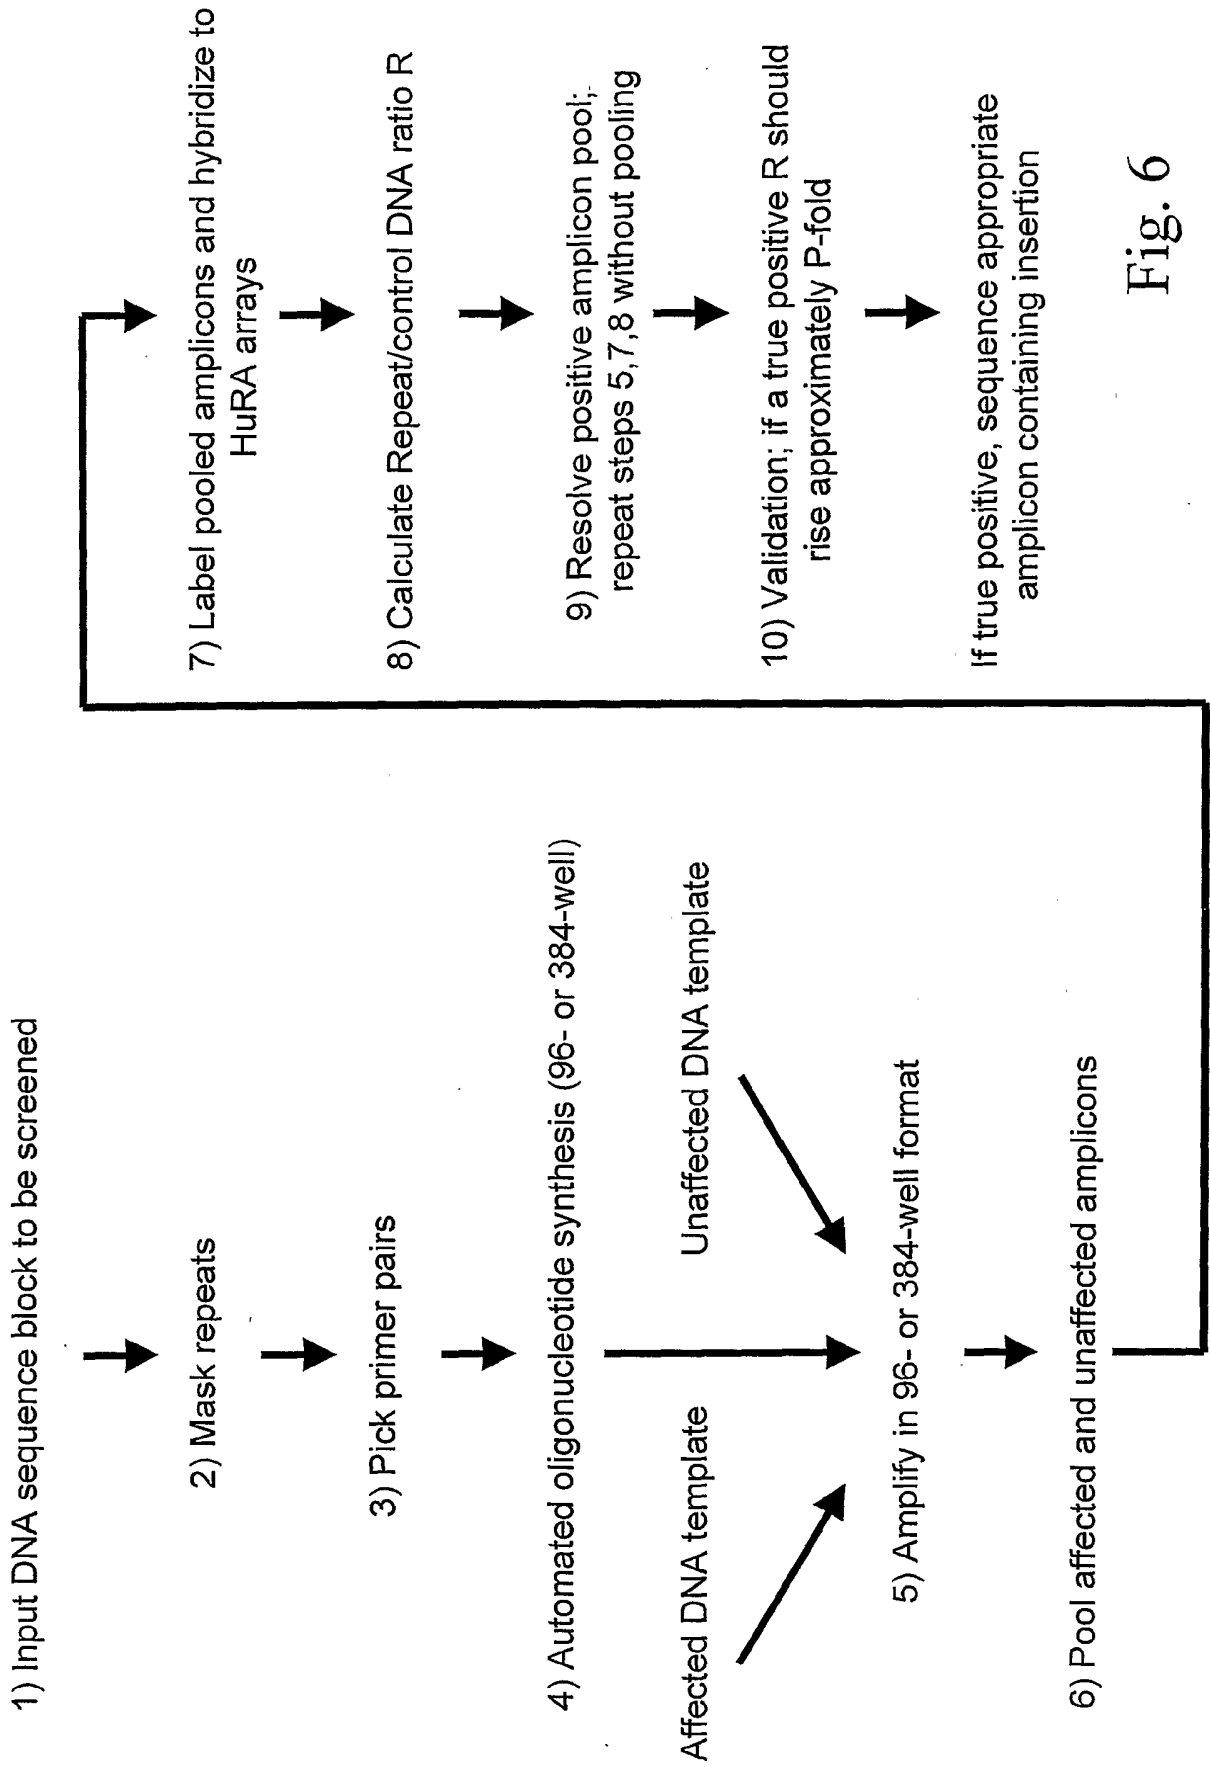 1) Input DNA sequence block to be screened
2) Mask repeats
3) Pick primer pairs
4) Automated oligonucleotide synthesis (96- or 384-well)
Affected DNA template
Unaffected DNA template
5) Amplify in 96- or 384-well format
6) Pool affected and unaffected amplicons
7) Label pooled amplicons and hybridize to
HuRA arrays
8) Calculate Repeat/control DNA ratio R
9) Resolve positive amplicon pool;
repeat steps 5,7,8 without pooling
10) Validation; if a true positive R should
rise approximately P-fold
If true positive, sequence appropriate
amplicon containing insertion
Fig. 6